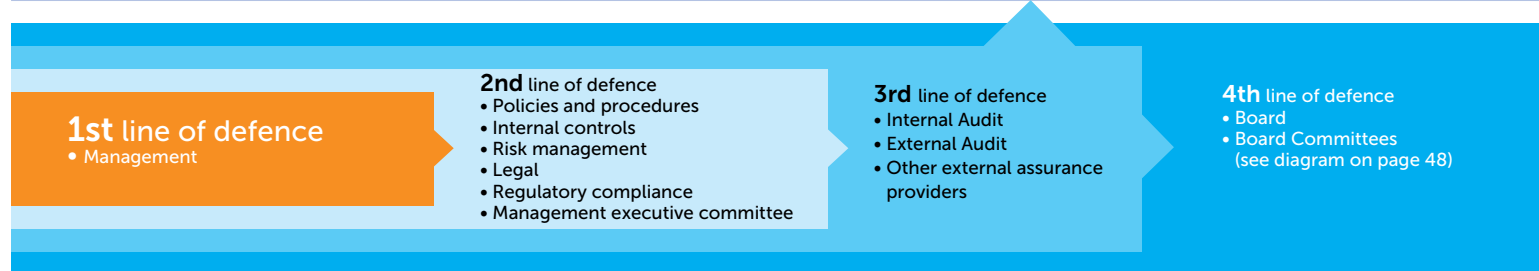 1st line of defence
• Management
2nd line of defence
• Policies and procedures
• Internal controls
• Risk management
• Legal
• Regulatory compliance
• Management executive committee
3rd line of defence
• Internal Audit
• External Audit
• Other external assurance
providers
4th line of defence
• Board
• Board Committees
(see diagram on page 48)